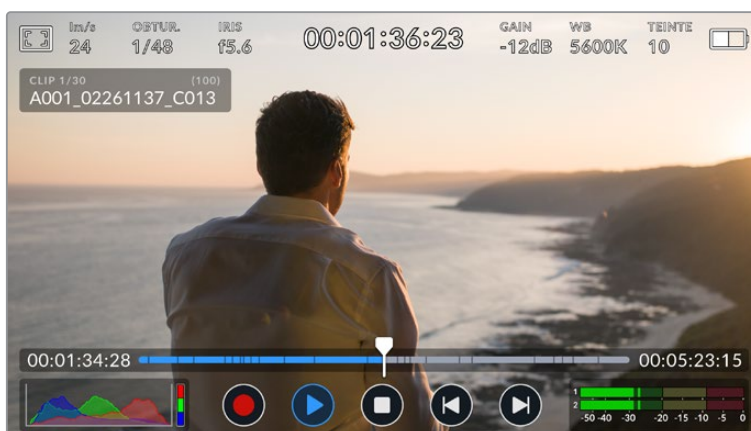 Im/s OBTUR. IRIS 00:01:36:23 GAIN WB TEINTE
24 1/48 f5.6 -12dB 5600K 10
CLIP 1/30 (100)
A001_02261137_C013
00:01:34:28 00:05:23:15
1
2
-50 -40 -30 -20 -15 -10 -5 0